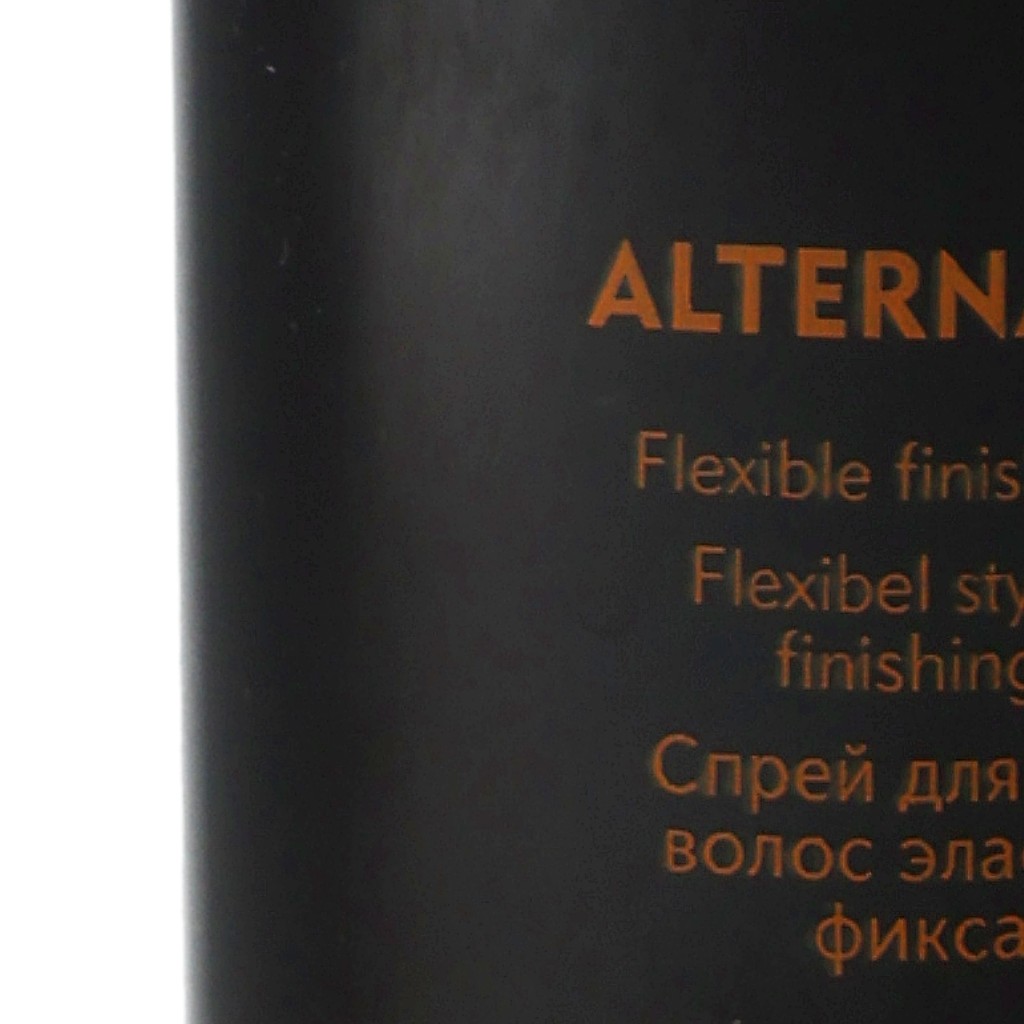 ALTERNA
Flexible finis
Flexibel sty
finishing
Спрей для
волос эла
фикса